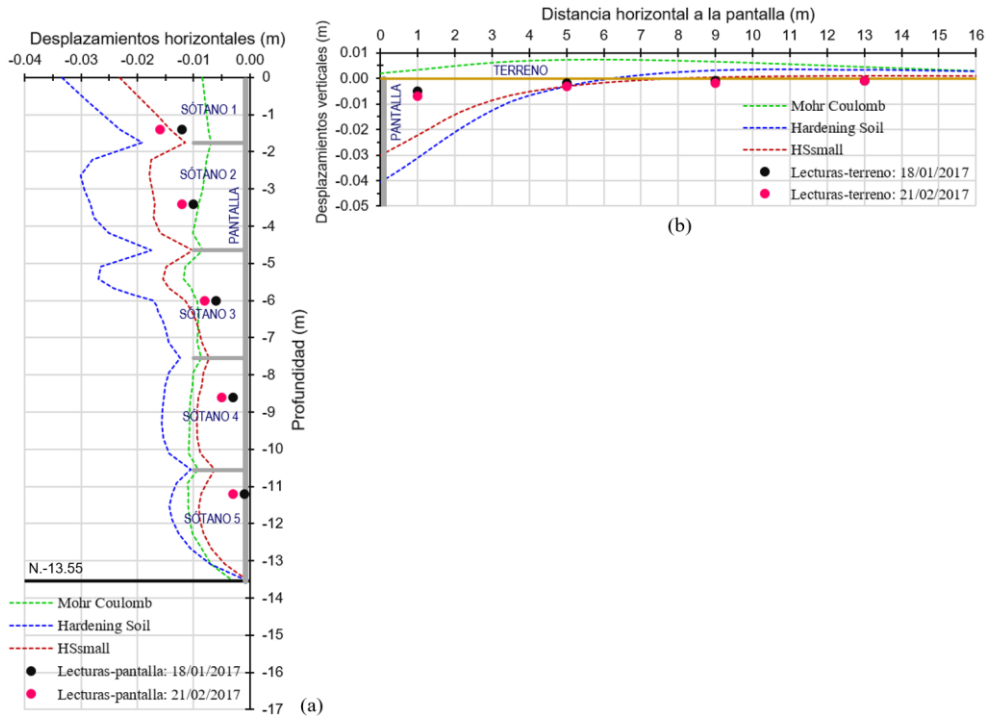 Desplazamientos horizontales (m)
-0.04 -0.03 -0.02 -0.01 0.00
0
-1
-2
-3
-4
-5
-6
-7
-8
-9
-10
-11
-12
-13
-14
-15
-16
-17
Profundidad (m)
SÓTANO 1
SÓTANO 2
PANTALLA
SÓTANO 3
SÓTANO 4
SÓTANO 5
N.-13.55
Mohr Coulomb
Hardening Soil
HSsmall
Lecturas-pantalla: 18/01/2017
Lecturas-pantalla: 21/02/2017
(a)
Distancia horizontal a la pantalla (m)
0 1 2 3 4 5 6 7 8 9 10 11 12 13 14 15 16
Desplazamientos verticales (m)
0.01
0.00
-0.01
-0.02
-0.03
-0.04
-0.05
TERRENO
PANTALLA
Mohr Coulomb
Hardening Soil
HSsmall
Lecturas-terreno: 18/01/2017
Lecturas-terreno: 21/02/2017
(b)